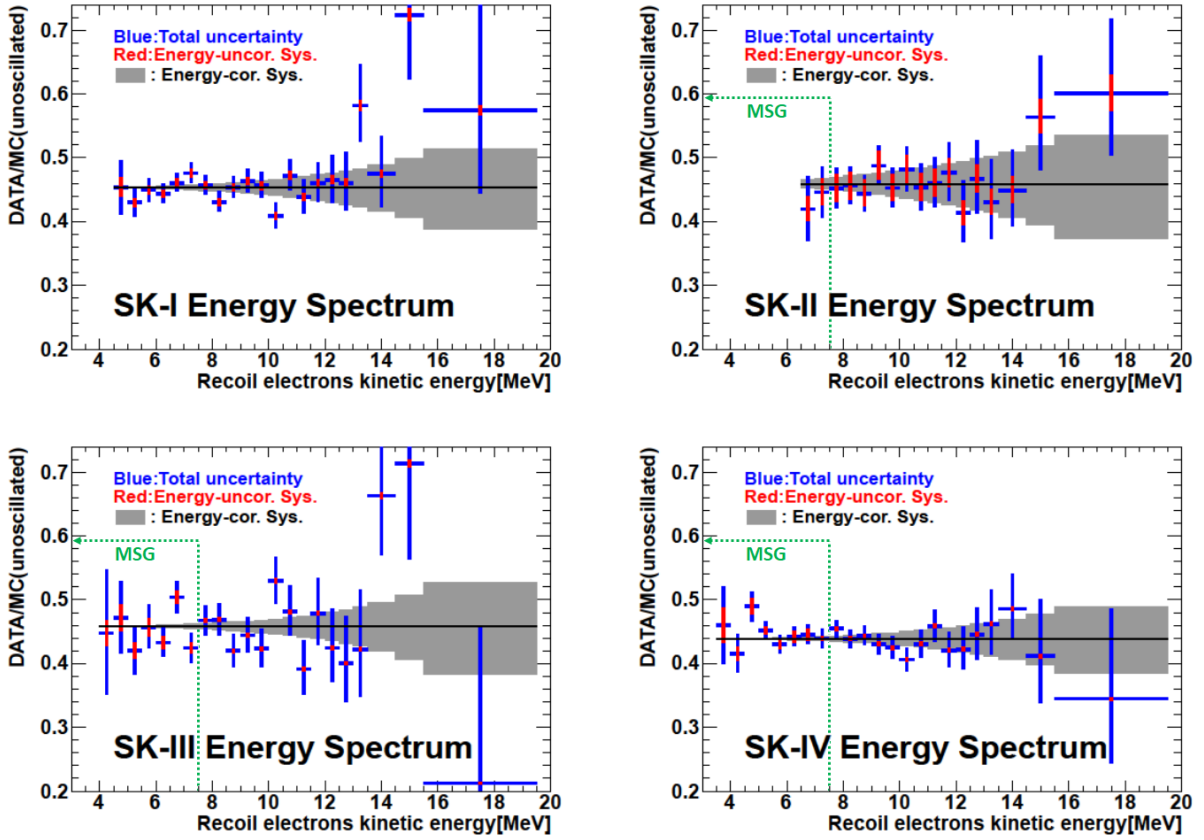 DATA/MC(unoscillated)
0.7
0.6
0.5
0.4
0.3
0.2
Blue:Total uncertainty
Red:Energy-uncor. Sys.
: Energy-cor. Sys.
SK-I Energy Spectrum
4 6 8 10 12 14 16 18 20
Recoil electrons kinetic energy[MeV]
DATA/MC(unoscillated)
0.7
0.6
0.5
0.4
0.3
0.2
Blue:Total uncertainty
Red:Energy-uncor. Sys.
: Energy-cor. Sys.
MSG
SK-II Energy Spectrum
4 6 8 10 12 14 16 18 20
Recoil electrons kinetic energy[MeV]
DATA/MC(unoscillated)
0.7
0.6
0.5
0.4
0.3
0.2
Blue:Total uncertainty
Red:Energy-uncor. Sys.
: Energy-cor. Sys.
MSG
SK-III Energy Spectrum
4 6 8 10 12 14 16 18 20
Recoil electrons kinetic energy[MeV]
DATA/MC(unoscillated)
0.7
0.6
0.5
0.4
0.3
0.2
Blue:Total uncertainty
Red:Energy-uncor. Sys.
: Energy-cor. Sys.
MSG
SK-IV Energy Spectrum
4 6 8 10 12 14 16 18 20
Recoil electrons kinetic energy[MeV]